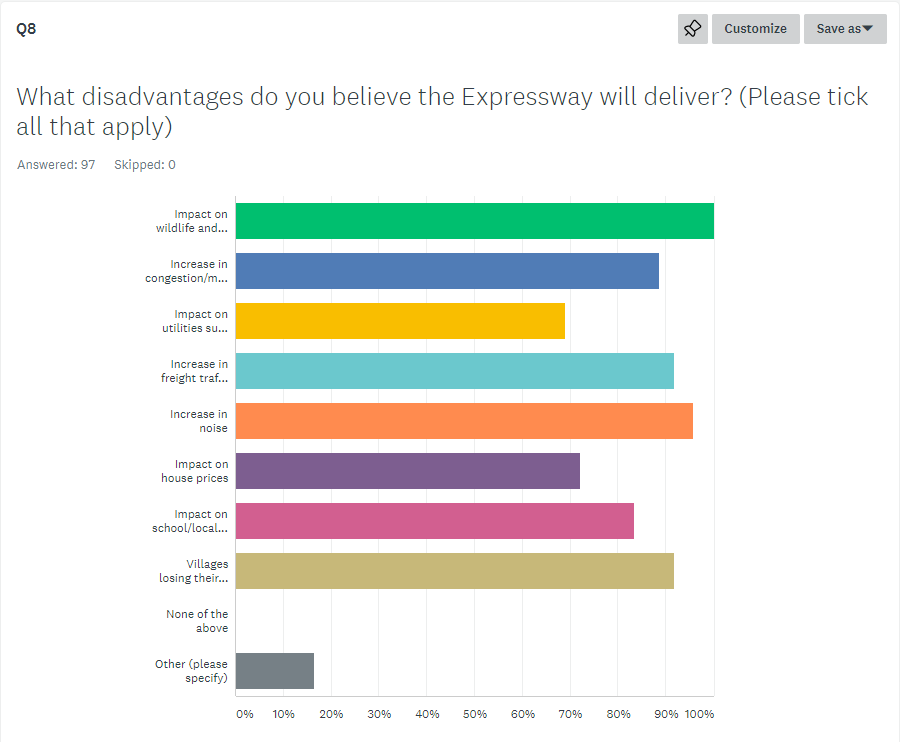 Q8
Customize
Save as
What disadvantages do you believe the Expressway will deliver? (Please tick
all that apply)
Answered: 97 Skipped: 0
Impact on
wildlife and...
Increase in
congestion/m...
Impact on
utilities su...
Increase in
freight traf...
Increase in
noise
Impact on
house prices
Impact on
school/local...
Villages
losing their...
None of the
above
Other (please
specify)
0% 10% 20% 30% 40% 50% 60% 70% 80% 90% 100%